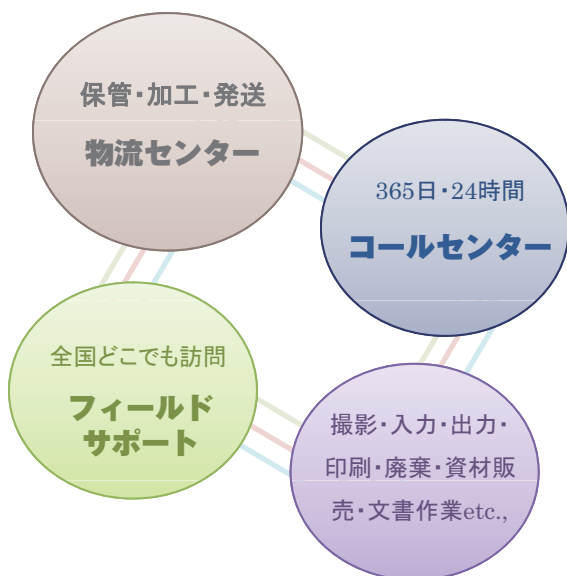 保管・加工・発送
物流センター
365日・24時間
コールセンター
全国どこでも訪問
フィールド
サポート
撮影・入力・出力・
印刷・廃棄・資材販
売・文書作業etc.,